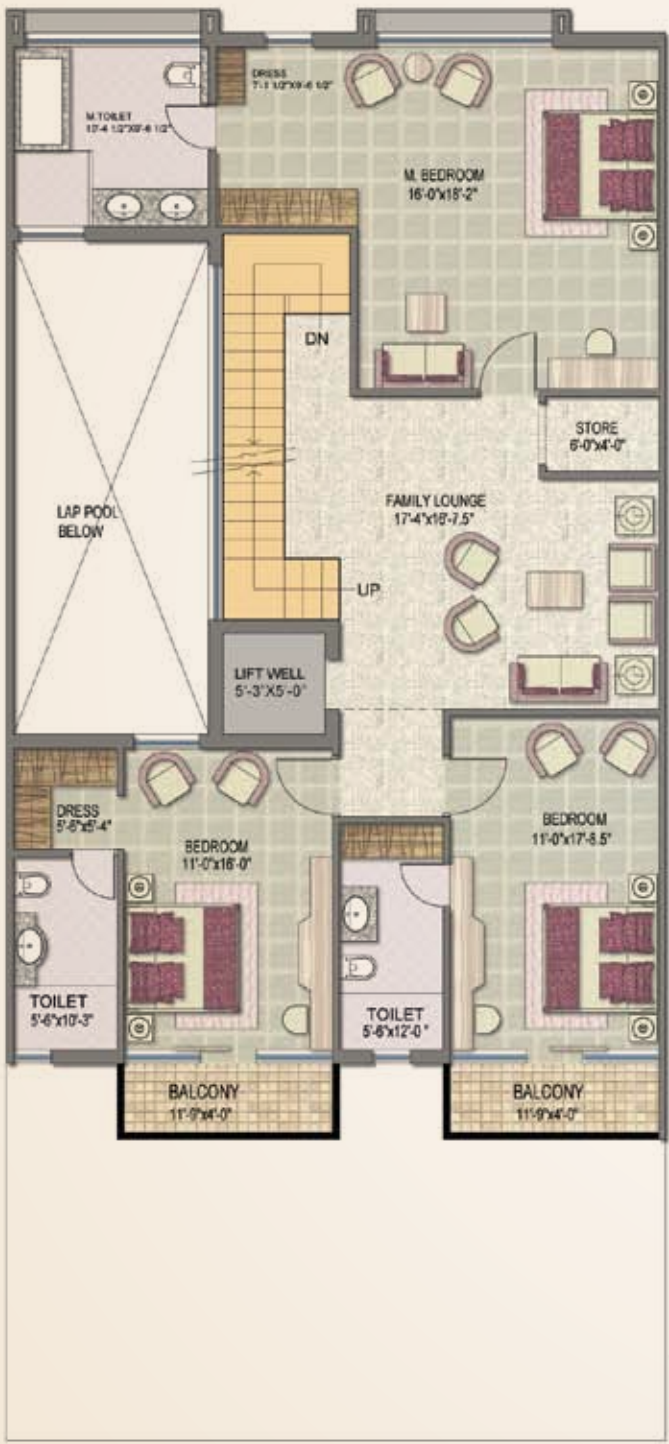 DRESS
7'-1 1/2"X9'-6 1/2"
M.TOILET
10'-4 1/2"X9'-6 1/2"
M. BEDROOM
16'-0"x18'-2"
DN
STORE
6'-0"x4'-0"
FAMILY LOUNGE
17'-4"x16'-7.5"
LAP POOL
BELOW
UP
LIFT WELL
5'-3"X5'-0"
DRESS
5'-6"x5'-4"
BEDROOM
11'-0"x16'-0"
BEDROOM
11'-0"x17'-8.5"
TOILET
5'-6"x10'-3"
TOILET
5'-6"x12'-0"
BALCONY
11'-9"x4'-0"
BALCONY
11'-9"x4'-0"